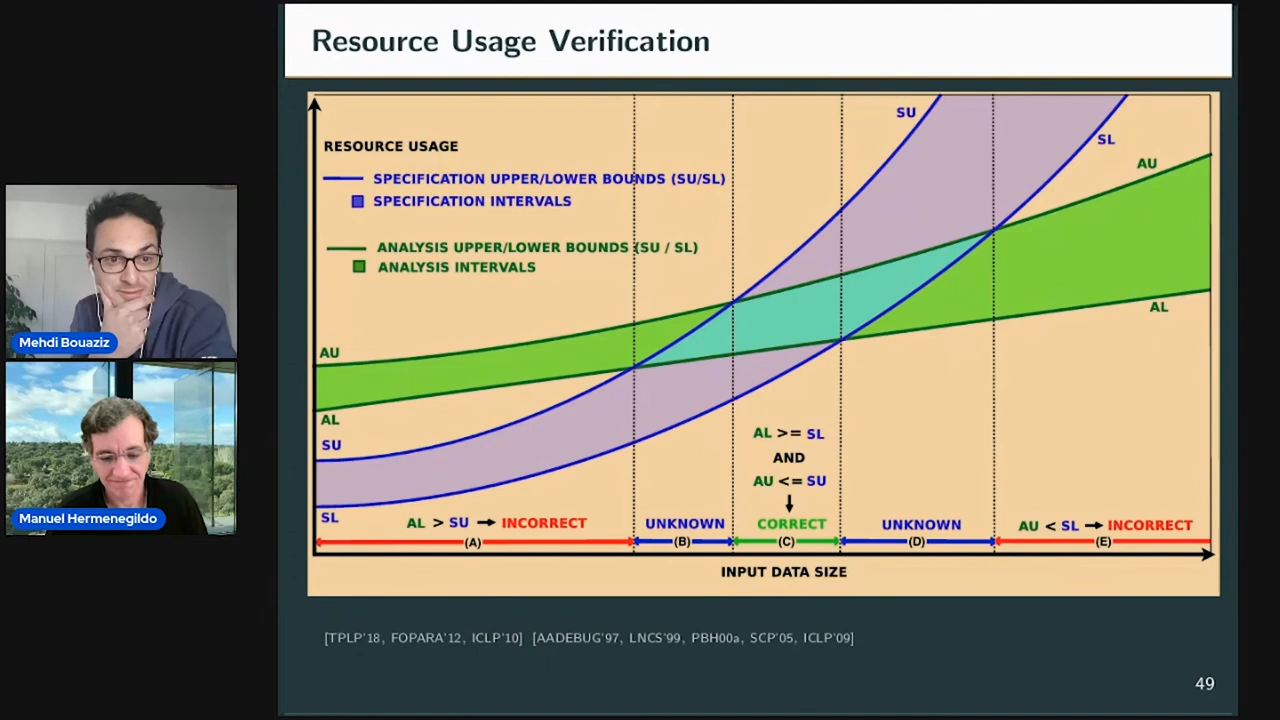 Resource Usage Verification
RESOURCE USAGE
SPECIFICATION UPPER/LOWER BOUNDS (SU/SL)
SPECIFICATION INTERVALS
ANALYSIS UPPER/LOWER BOUNDS (SU / SL)
ANALYSIS INTERVALS
SU
SL
AU
AL
AU
AL
SU
SL
AL >= SL
AND
AU <= SU
AL > SU → INCORRECT
UNKNOWN
CORRECT
UNKNOWN
AU < SL → INCORRECT
(A)
(B)
(C)
(D)
(E)
INPUT DATA SIZE
[TPLP'18, FOPARA'12, ICLP'10] [AADEBUG'97, LNCS'99, PBH00a, SCP'05, ICLP'09]
49
Mehdi Bouaziz
Manuel Hermenegildo